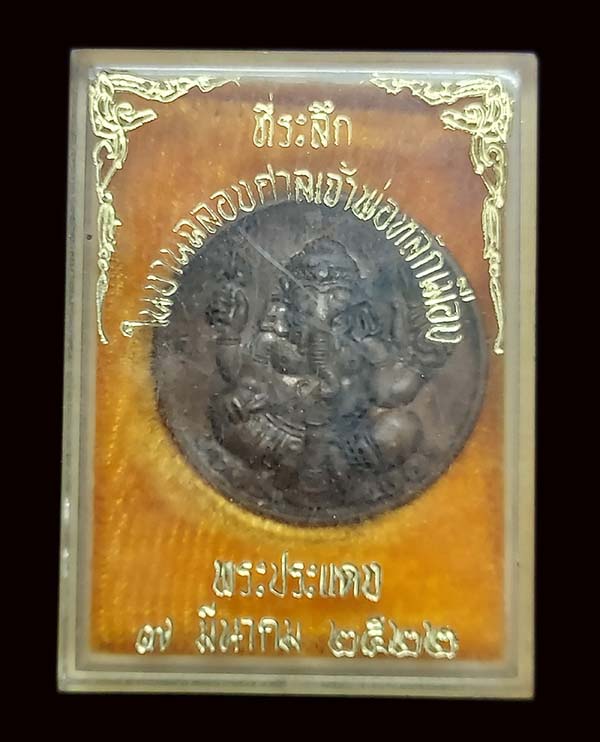 ที่ระลึก
ในงานฉลองศาลเจ้าพ่อหลักเมือง
พระประแดง
๑๗ มีนาคม ๒๕๒๒